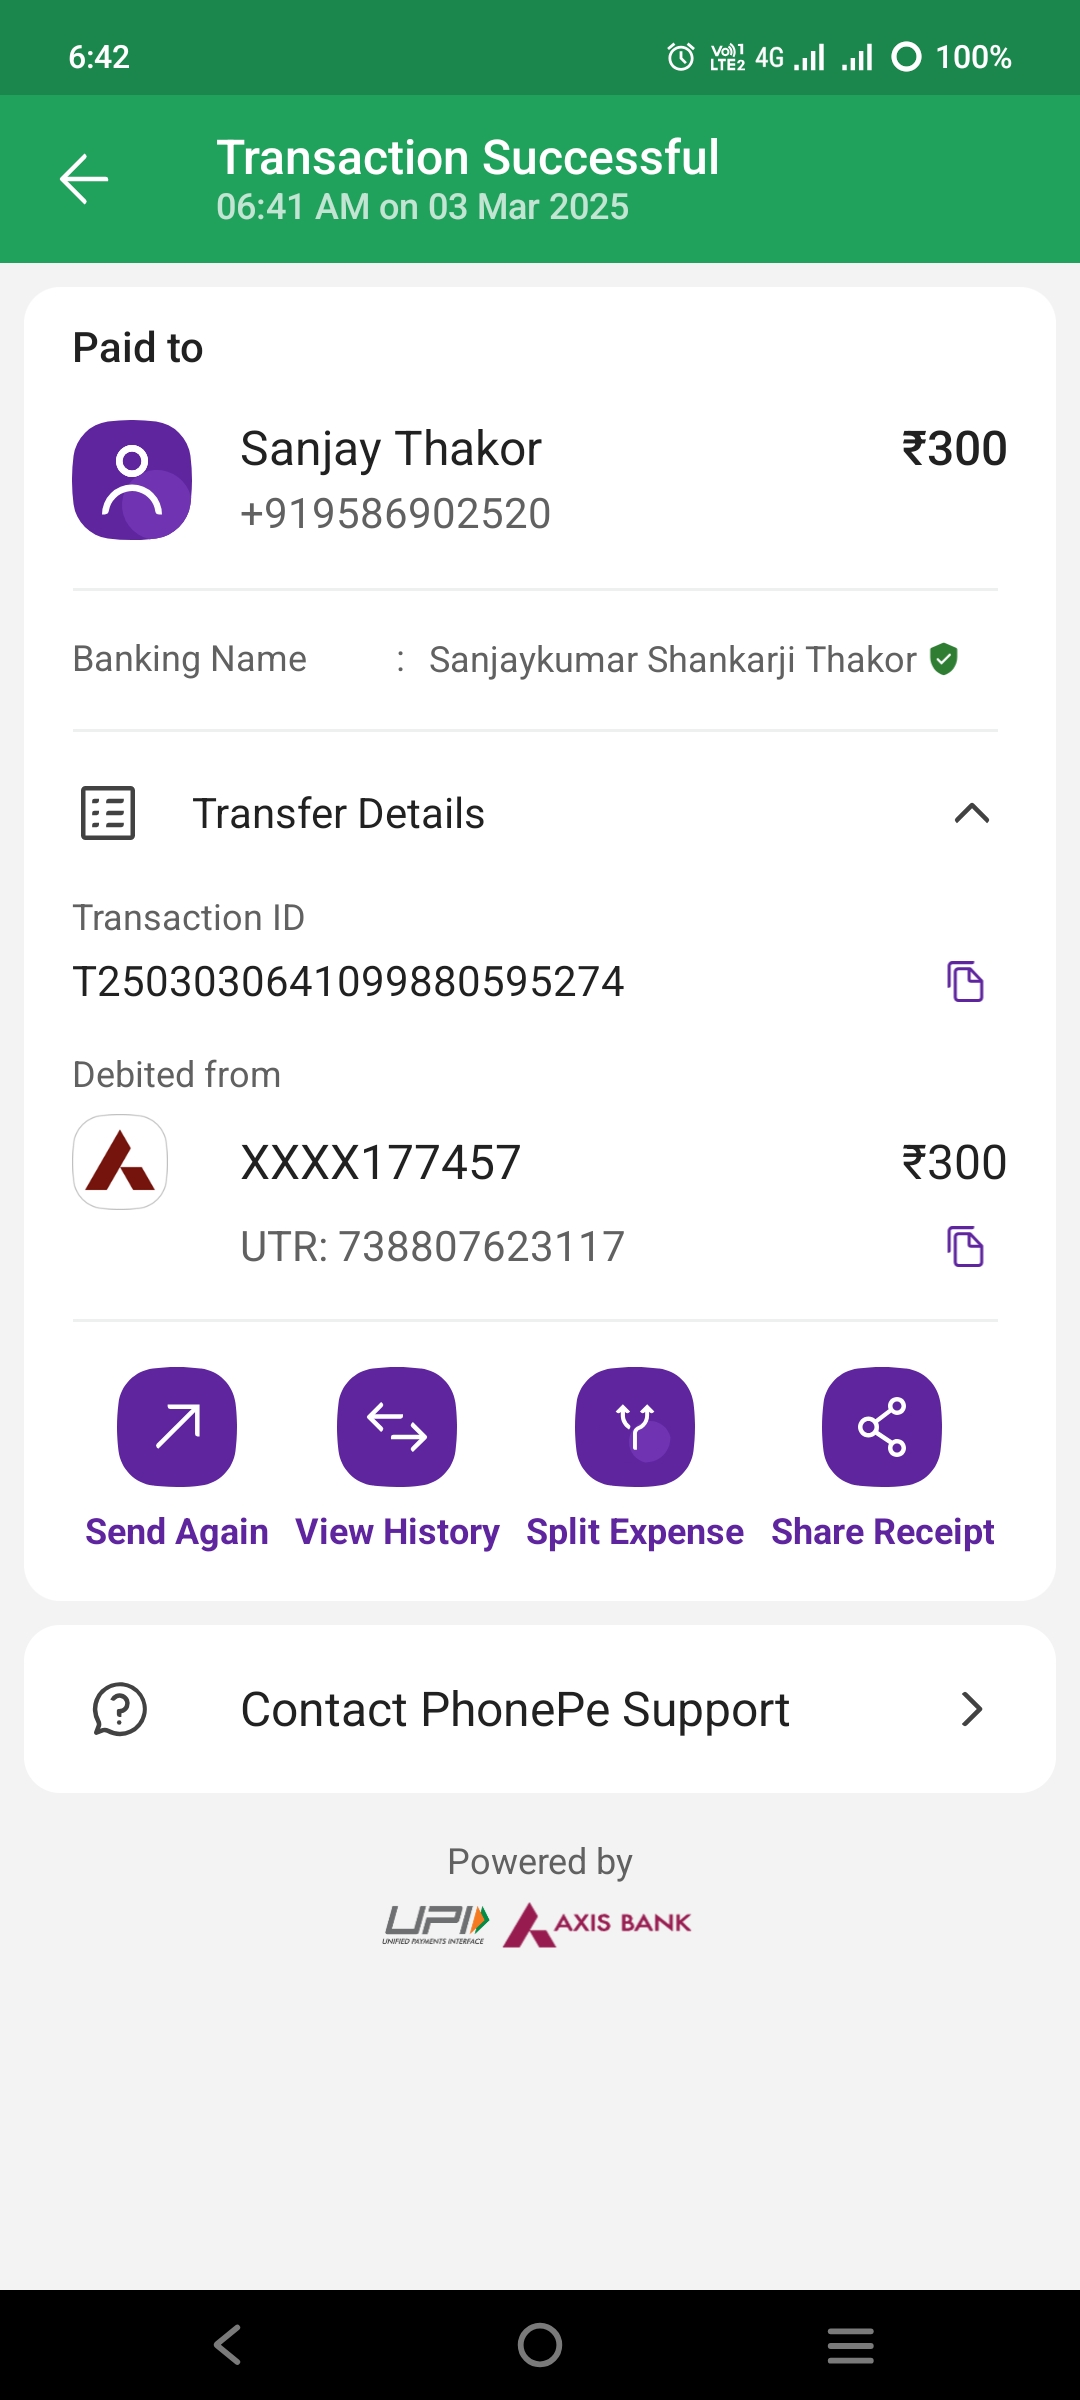 6:42
Vo)) 1 LTE2 4G 100%
Transaction Successful
06:41 AM on 03 Mar 2025
Paid to
Sanjay Thakor ₹300
+919586902520
Banking Name : Sanjaykumar Shankarji Thakor
Transfer Details
Transaction ID
T2503030641099880595274
Debited from
XXXX177457 ₹300
UTR: 738807623117
Send Again View History Split Expense Share Receipt
Contact PhonePe Support
Powered by
UPI AXIS BANK
UNIFIED PAYMENTS INTERFACE